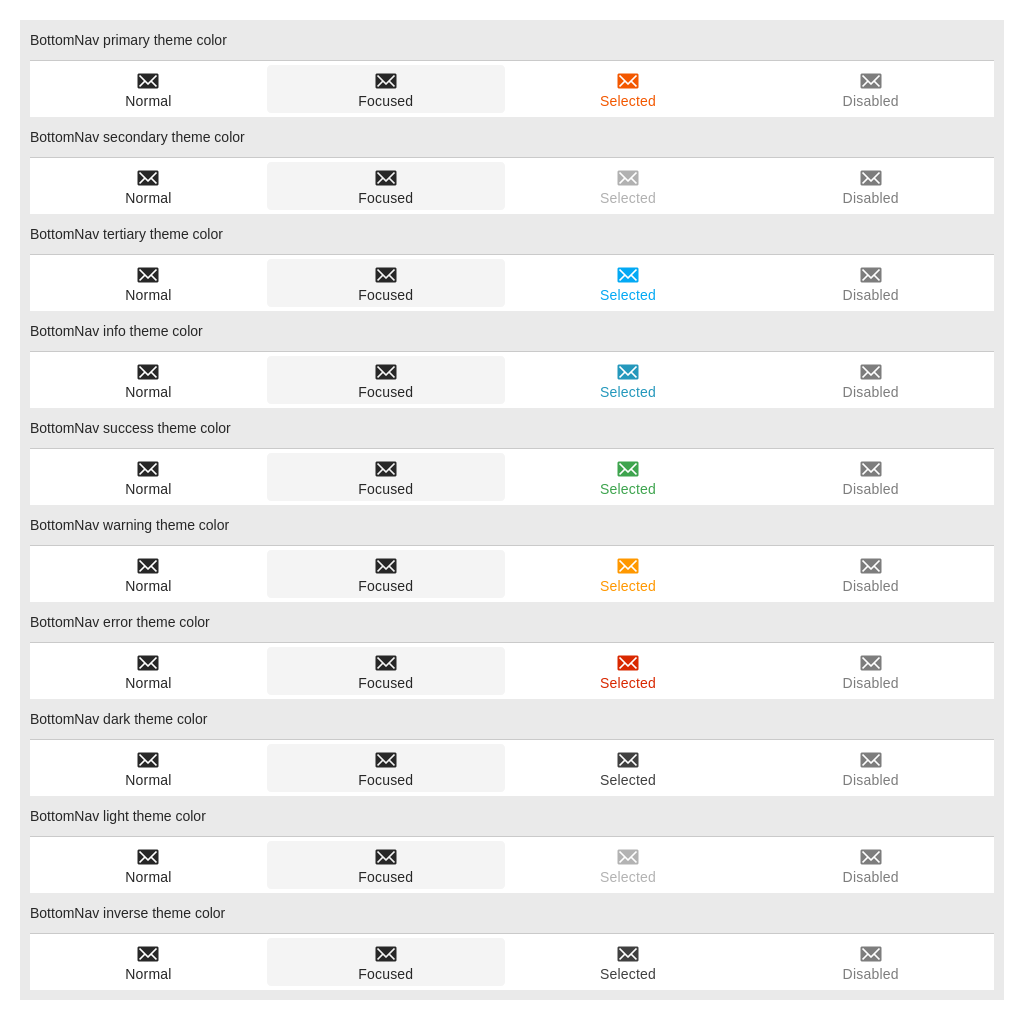 BottomNav primary theme color
Normal Focused Selected Disabled
BottomNav secondary theme color
Normal Focused Selected Disabled
BottomNav tertiary theme color
Normal Focused Selected Disabled
BottomNav info theme color
Normal Focused Selected Disabled
BottomNav success theme color
Normal Focused Selected Disabled
BottomNav warning theme color
Normal Focused Selected Disabled
BottomNav error theme color
Normal Focused Selected Disabled
BottomNav dark theme color
Normal Focused Selected Disabled
BottomNav light theme color
Normal Focused Selected Disabled
BottomNav inverse theme color
Normal Focused Selected Disabled